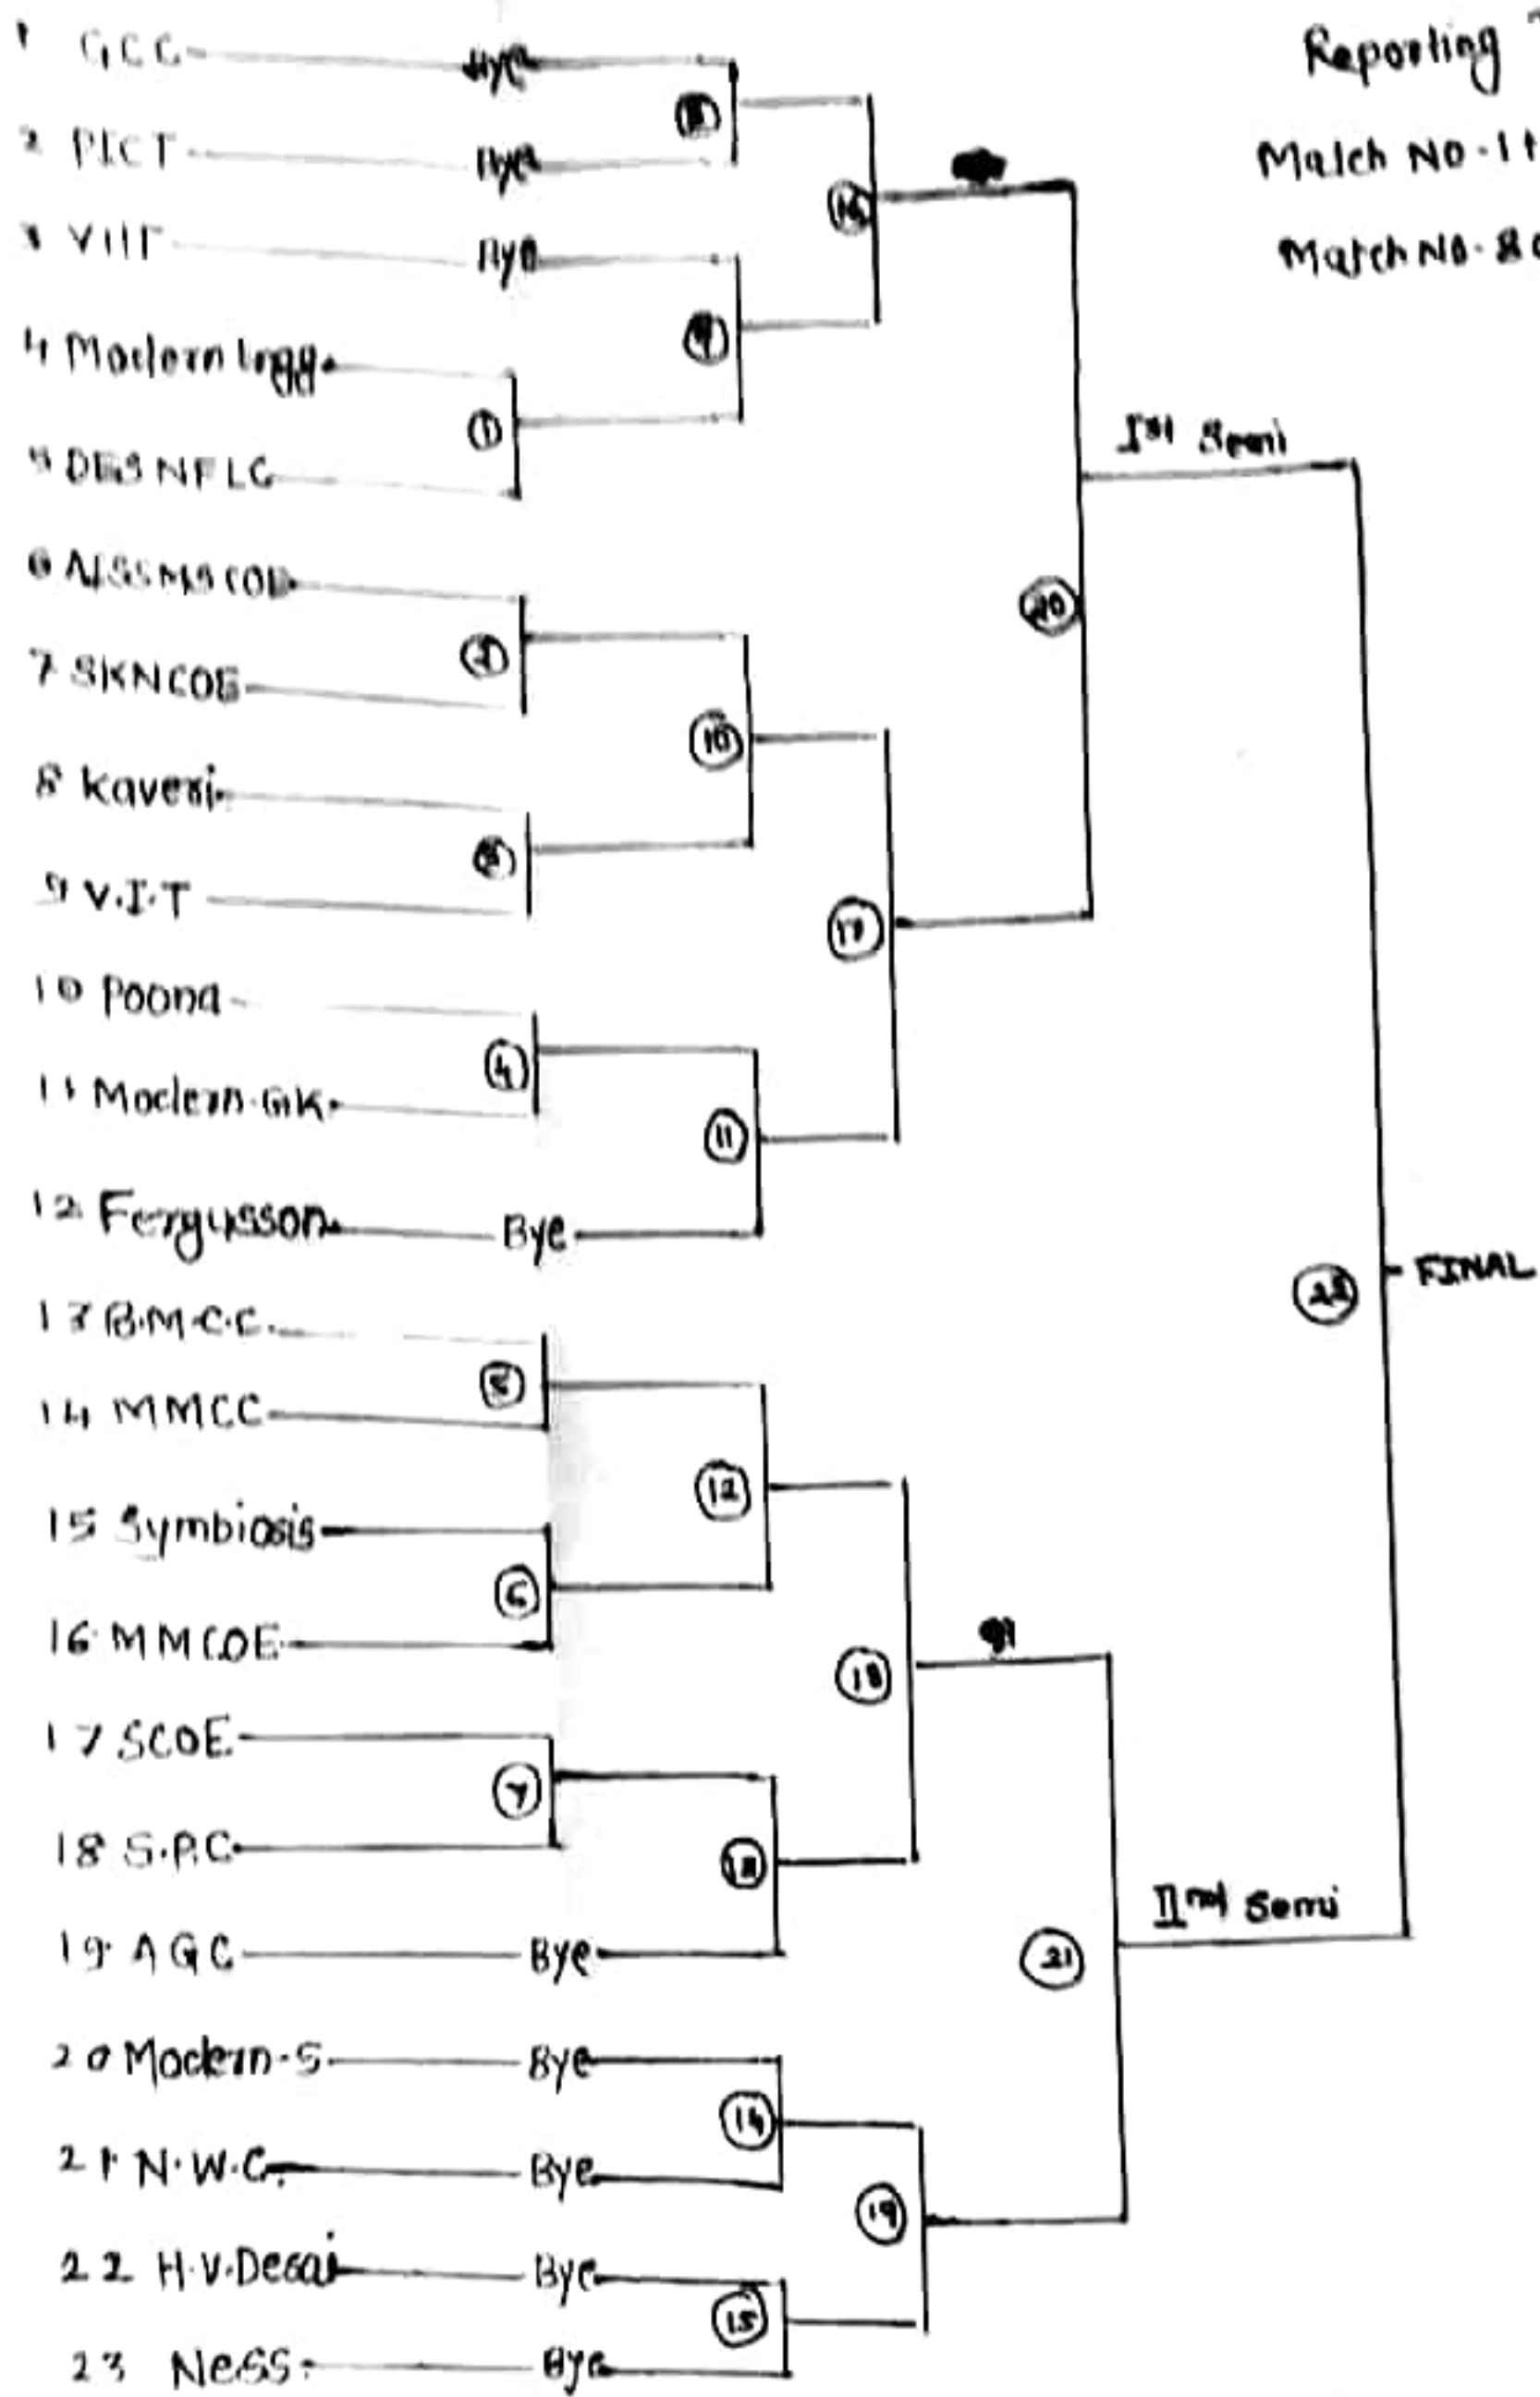 1 GCC Bye
2 PICT Bye
8
16
3 VIIT Bye
9
4 Modern
1
5 DES NFLC
6 AISSMS COE
2
7 SKNCOE
10
8 Kaveri
3
9 V.I.T
17
10 Poona
4
11 Modern.GK.
11
12 Fergusson Bye
13 B.M.C.C.
5
14 MMCC
12
15 Symbiosis
6
16 MMCOE
18
17 SCOE
7
18 S.P.C
13
19 AGC Bye
20 Modern-S Bye
14
21 N.W.C. Bye
19
22 H.V.Desai Bye
15
23 NeSS Bye
20
Ist Semi
21
IInd Semi
22
FINAL
Reporting
Match NO-1 t
Match NO- 8